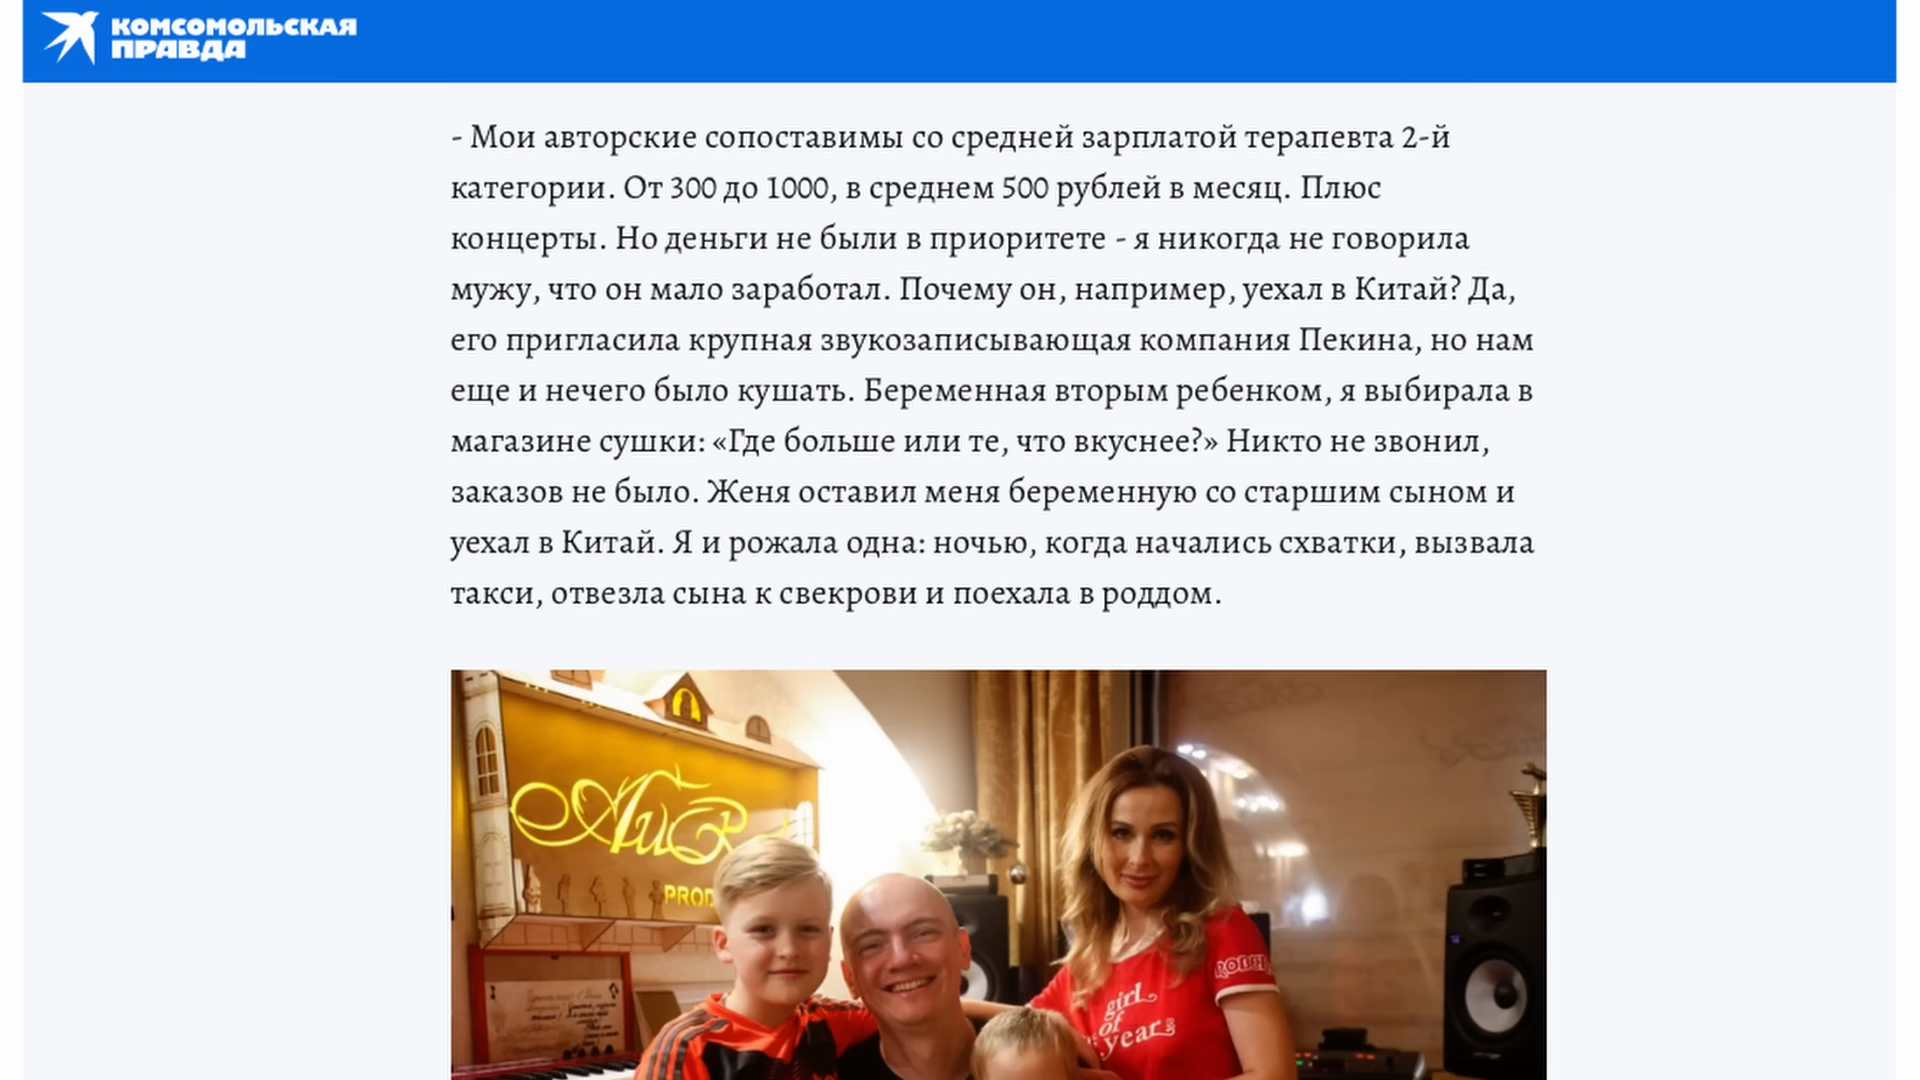 КОМСОМОЛЬСКАЯ
ПРАВДА
- Мои авторские сопоставимы со средней зарплатой терапевта 2-й
категории. От 300 до 1000, в среднем 500 рублей в месяц. Плюс
концерты. Но деньги не были в приоритете - я никогда не говорила
мужу, что он мало заработал. Почему он, например, уехал в Китай? Да,
его пригласила крупная звукозаписывающая компания Пекина, но нам
еще и нечего было кушать. Беременная вторым ребенком, я выбирала в
магазине сушки: «Где больше или те, что вкуснее?» Никто не звонил,
заказов не было. Женя оставил меня беременную со старшим сыном и
уехал в Китай. Я и рожала одна: ночью, когда начались схватки, вызвала
такси, отвезла сына к свекрови и поехала в роддом.
PROD
girl
of
year